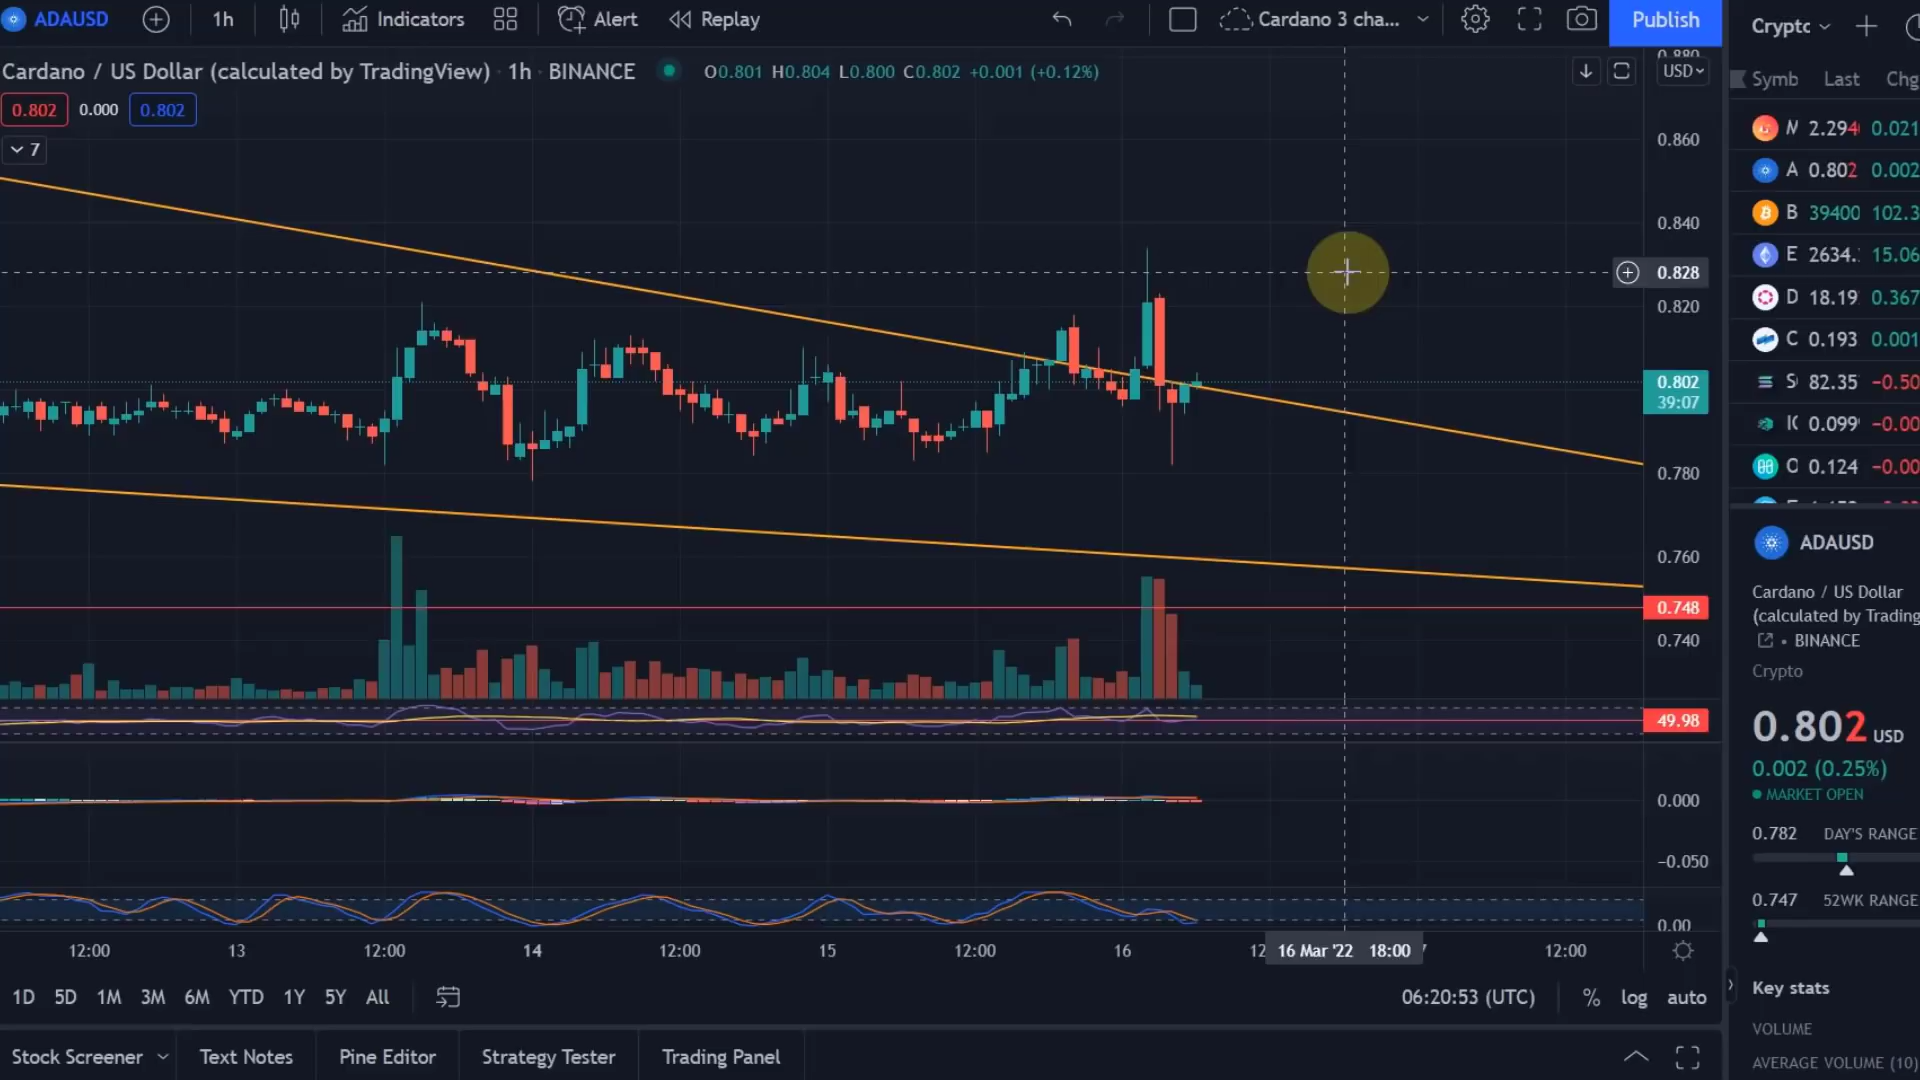 ADAUSD 1h Indicators Alert Replay Cardano 3 cha... Publish
Cardano / US Dollar (calculated by TradingView) · 1h · BINANCE O0.801 H0.804 L0.800 C0.802 +0.001 (+0.12%)
0.802 0.000 0.802
7
USD
0.860
0.840
0.828
0.820
0.802
39:07
0.780
0.760
0.748
0.740
49.98
0.000
−0.050
0.00
12:00 13 12:00 14 12:00 15 12:00 16 16 Mar '22 18:00 12:00
1D 5D 1M 3M 6M YTD 1Y 5Y All 06:20:53 (UTC) % log auto
Stock Screener Text Notes Pine Editor Strategy Tester Trading Panel
Crypto
Symb Last Chg
2.29 0.021
A 0.802 0.002
B 39400 102.3
E 2634. 15.06
D 18.19 0.367
C 0.193 0.001
S 82.35 −0.50
0.099 −0.00
O 0.124 −0.00
ADAUSD
Cardano / US Dollar
(calculated by Trading
• BINANCE
Crypto
0.802 USD
0.002 (0.25%)
MARKET OPEN
0.782 DAY'S RANGE
0.747 52WK RANGE
Key stats
VOLUME
AVERAGE VOLUME (10)